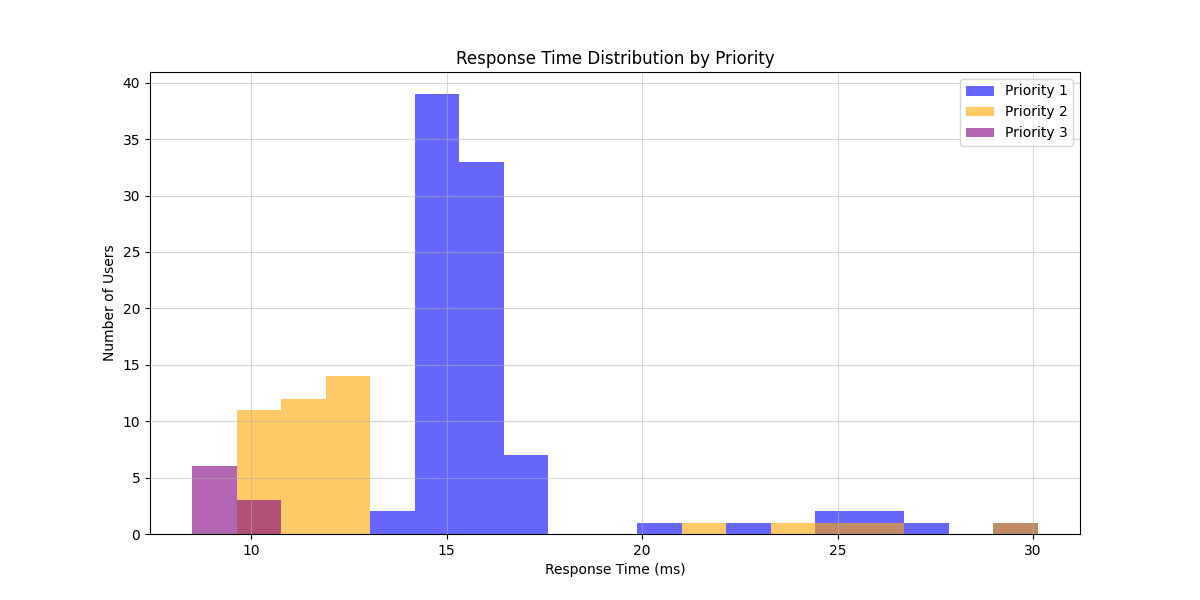 Response Time Distribution by Priority
Priority 1
Priority 2
Priority 3
Number of Users
40
35
30
25
20
15
10
5
0
10 15 20 25 30
Response Time (ms)